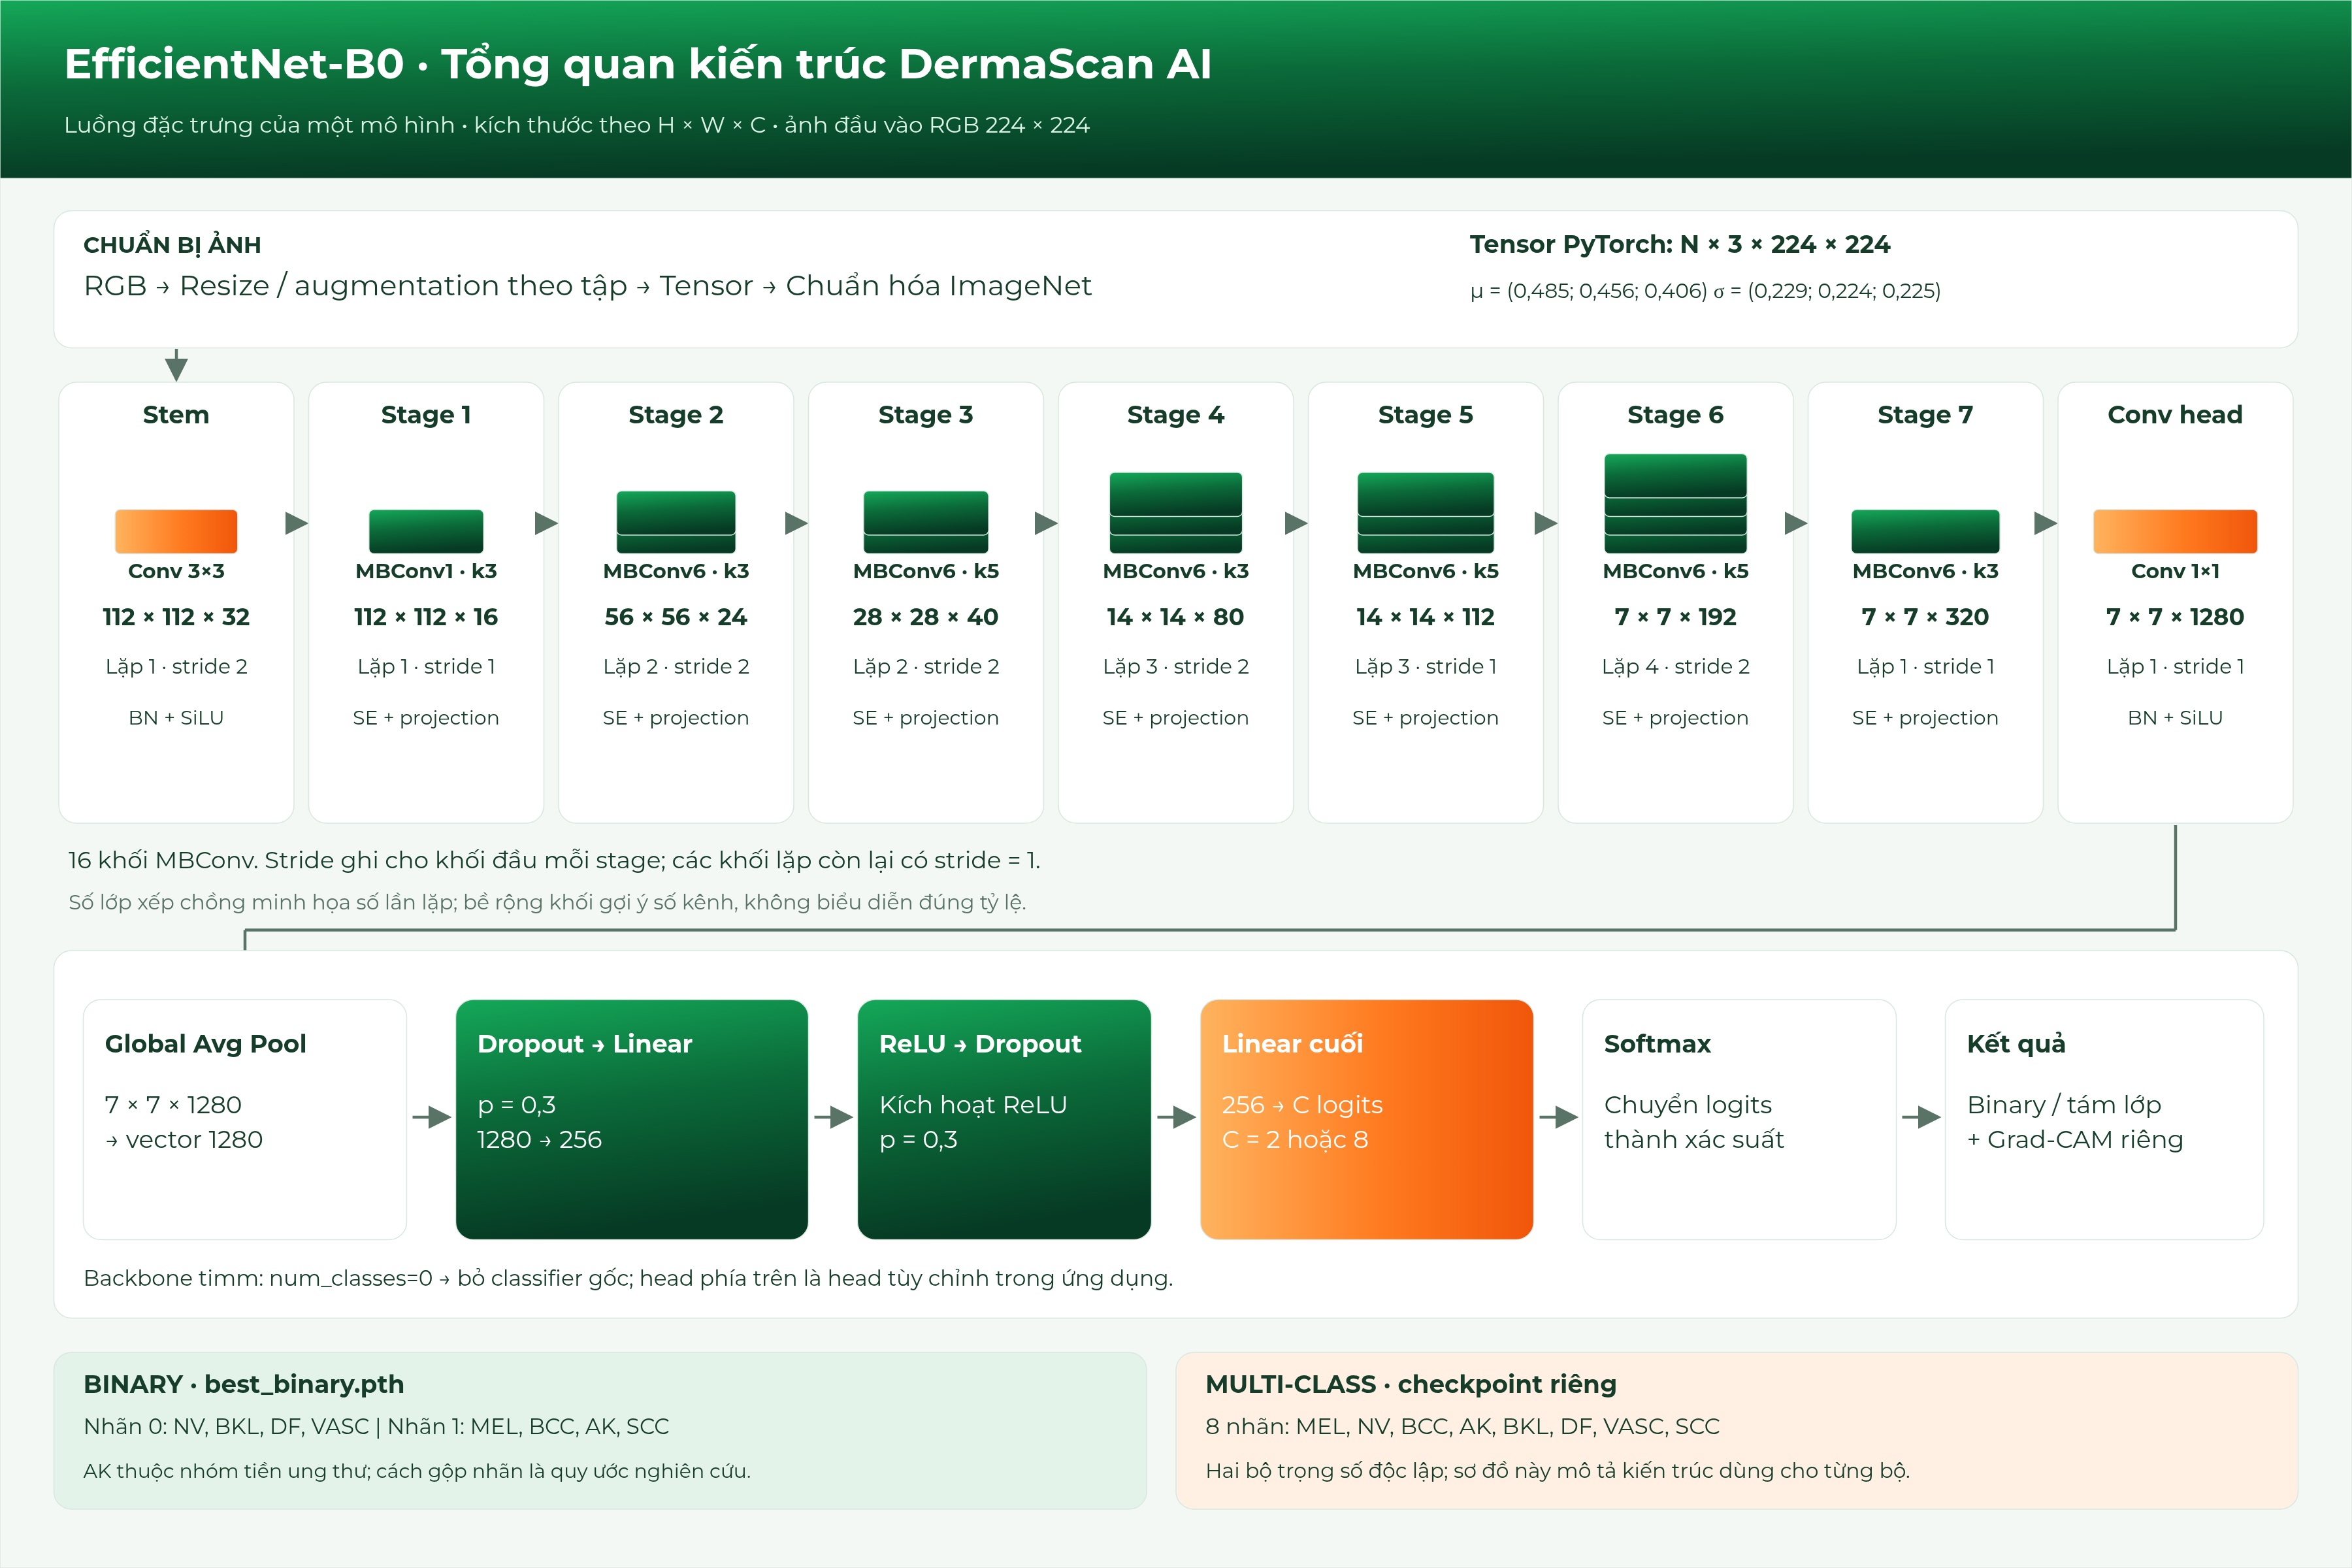 EfficientNet-B0 · Tổng quan kiến trúc DermaScan AI
Luồng đặc trưng của một mô hình • kích thước theo H × W × C • ảnh đầu vào RGB 224 × 224
CHUẨN BỊ ẢNH
RGB → Resize / augmentation theo tập → Tensor → Chuẩn hóa ImageNet
Tensor PyTorch: N × 3 × 224 × 224
μ = (0,485; 0,456; 0,406) σ = (0,229; 0,224; 0,225)
Stem
Conv 3×3
112 × 112 × 32
Lặp 1 · stride 2
BN + SiLU
Stage 1
MBConv1 · k3
112 × 112 × 16
Lặp 1 · stride 1
SE + projection
Stage 2
MBConv6 · k3
56 × 56 × 24
Lặp 2 · stride 2
SE + projection
Stage 3
MBConv6 · k5
28 × 28 × 40
Lặp 2 · stride 2
SE + projection
Stage 4
MBConv6 · k3
14 × 14 × 80
Lặp 3 · stride 2
SE + projection
Stage 5
MBConv6 · k5
14 × 14 × 112
Lặp 3 · stride 1
SE + projection
Stage 6
MBConv6 · k5
7 × 7 × 192
Lặp 4 · stride 2
SE + projection
Stage 7
MBConv6 · k3
7 × 7 × 320
Lặp 1 · stride 1
SE + projection
Conv head
Conv 1×1
7 × 7 × 1280
Lặp 1 · stride 1
BN + SiLU
16 khối MBConv. Stride ghi cho khối đầu mỗi stage; các khối lặp còn lại có stride = 1.
Số lớp xếp chồng minh họa số lần lặp; bề rộng khối gợi ý số kênh, không biểu diễn đúng tỷ lệ.
Global Avg Pool
7 × 7 × 1280
→ vector 1280
Dropout → Linear
p = 0,3
1280 → 256
ReLU → Dropout
Kích hoạt ReLU
p = 0,3
Linear cuối
256 → C logits
C = 2 hoặc 8
Softmax
Chuyển logits
thành xác suất
Kết quả
Binary / tám lớp
+ Grad-CAM riêng
Backbone timm: num_classes=0 → bỏ classifier gốc; head phía trên là head tùy chỉnh trong ứng dụng.
BINARY · best_binary.pth
Nhãn 0: NV, BKL, DF, VASC | Nhãn 1: MEL, BCC, AK, SCC
AK thuộc nhóm tiền ung thư; cách gộp nhãn là quy ước nghiên cứu.
MULTI-CLASS · checkpoint riêng
8 nhãn: MEL, NV, BCC, AK, BKL, DF, VASC, SCC
Hai bộ trọng số độc lập; sơ đồ này mô tả kiến trúc dùng cho từng bộ.